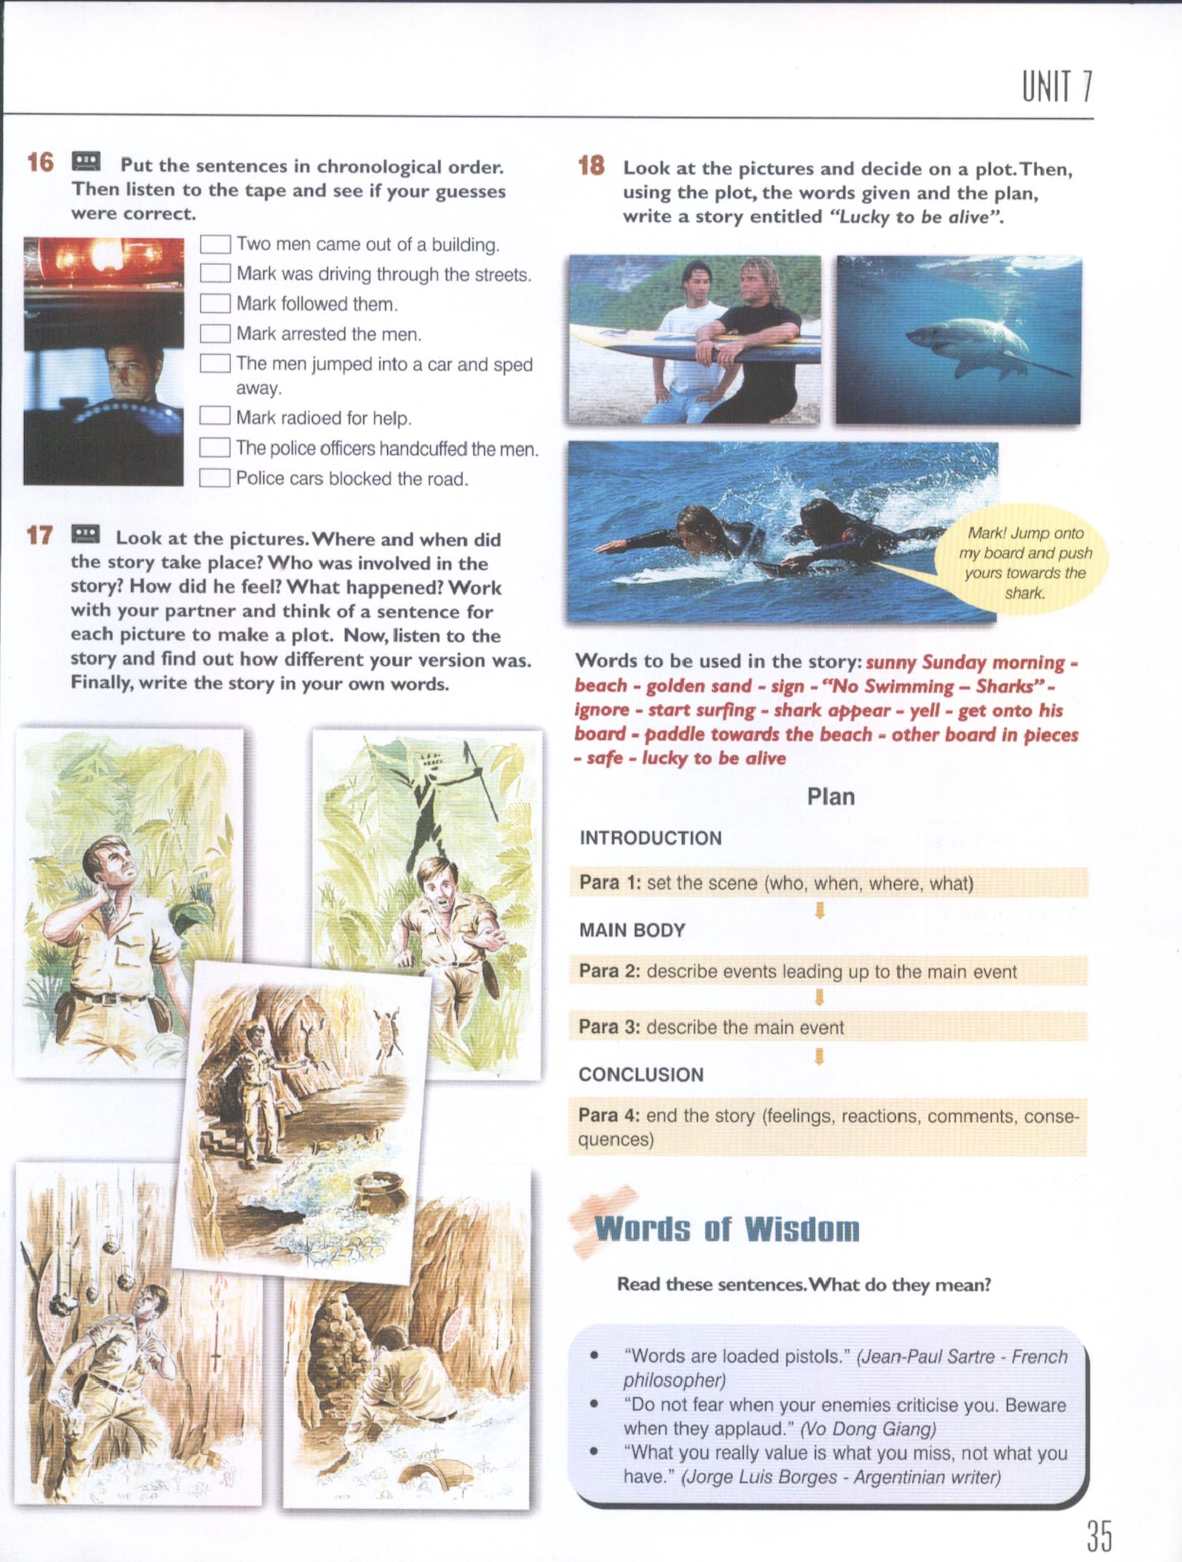 UNIT 7
16 Put the sentences in chronological order.
Then listen to the tape and see if your guesses
were correct.
Two men came out of a building.
Mark was driving through the streets.
Mark followed them.
Mark arrested the men.
The men jumped into a car and sped
away.
Mark radioed for help.
The police officers handcuffed the men.
Police cars blocked the road.
17 Look at the pictures. Where and when did
the story take place? Who was involved in the
story? How did he feel? What happened? Work
with your partner and think of a sentence for
each picture to make a plot. Now, listen to the
story and find out how different your version was.
Finally, write the story in your own words.
18 Look at the pictures and decide on a plot. Then,
using the plot, the words given and the plan,
write a story entitled “Lucky to be alive”.
Mark! Jump onto
my board and push
yours towards the
shark.
Words to be used in the story: sunny Sunday morning -
beach - golden sand - sign - “No Swimming – Sharks” -
ignore - start surfing - shark appear - yell - get onto his
board - paddle towards the beach - other board in pieces
- safe - lucky to be alive
Plan
INTRODUCTION
Para 1: set the scene (who, when, where, what)
MAIN BODY
Para 2: describe events leading up to the main event
Para 3: describe the main event
CONCLUSION
Para 4: end the story (feelings, reactions, comments, conse-
quences)
Words of Wisdom
Read these sentences. What do they mean?
• “Words are loaded pistols.” (Jean-Paul Sartre - French
philosopher)
• “Do not fear when your enemies criticise you. Beware
when they applaud.” (Vo Dong Giang)
• “What you really value is what you miss, not what you
have.” (Jorge Luis Borges - Argentinian writer)
35